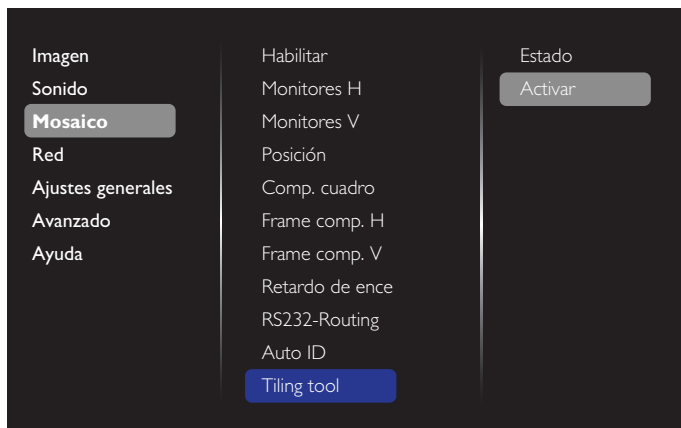 Imagen
Sonido
Mosaico
Red
Ajustes generales
Avanzado
Ayuda
Habilitar
Monitores H
Monitores V
Posición
Comp. cuadro
Frame comp. H
Frame comp. V
Retardo de ence
RS232-Routing
Auto ID
Tiling tool
Estado
Activar